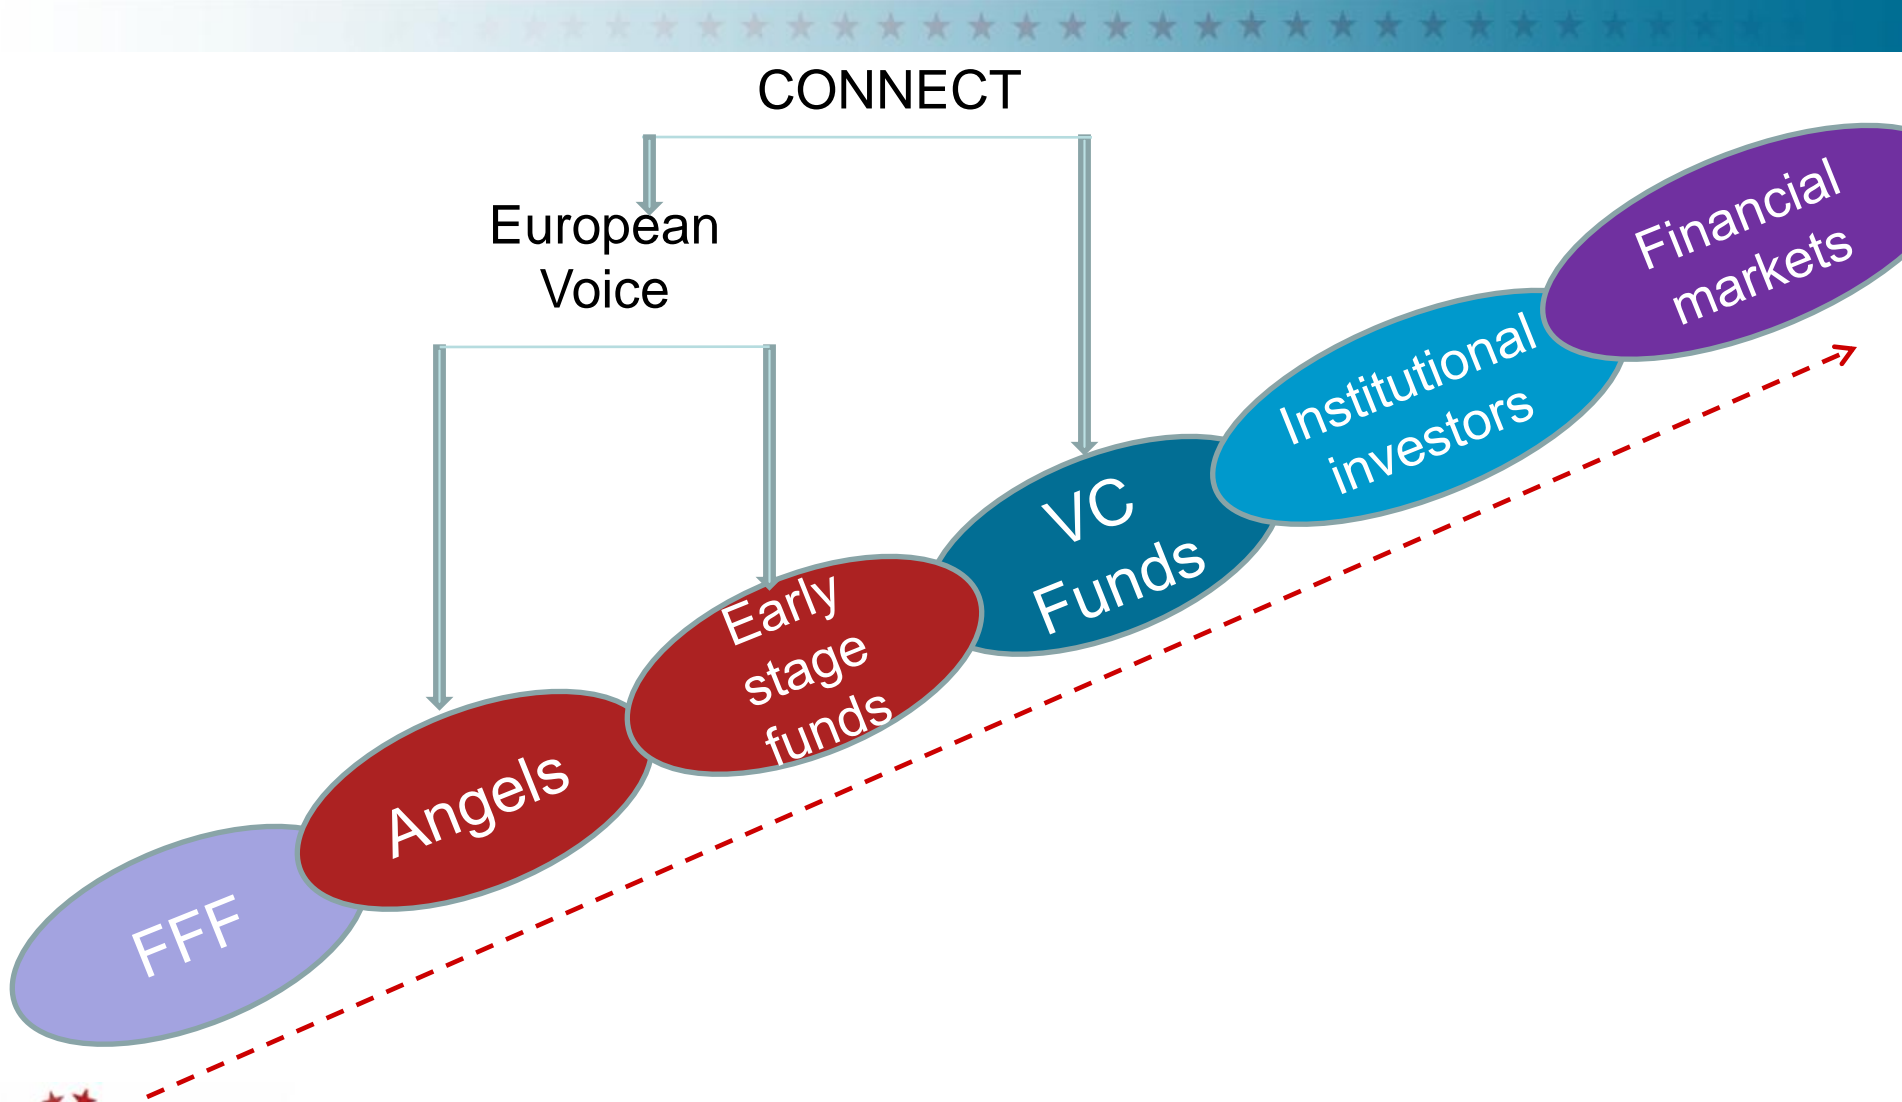 CONNECT
European
Voice
Financial
markets
Institutional
investors
VC
Funds
Early
stage
funds
Angels
FFF